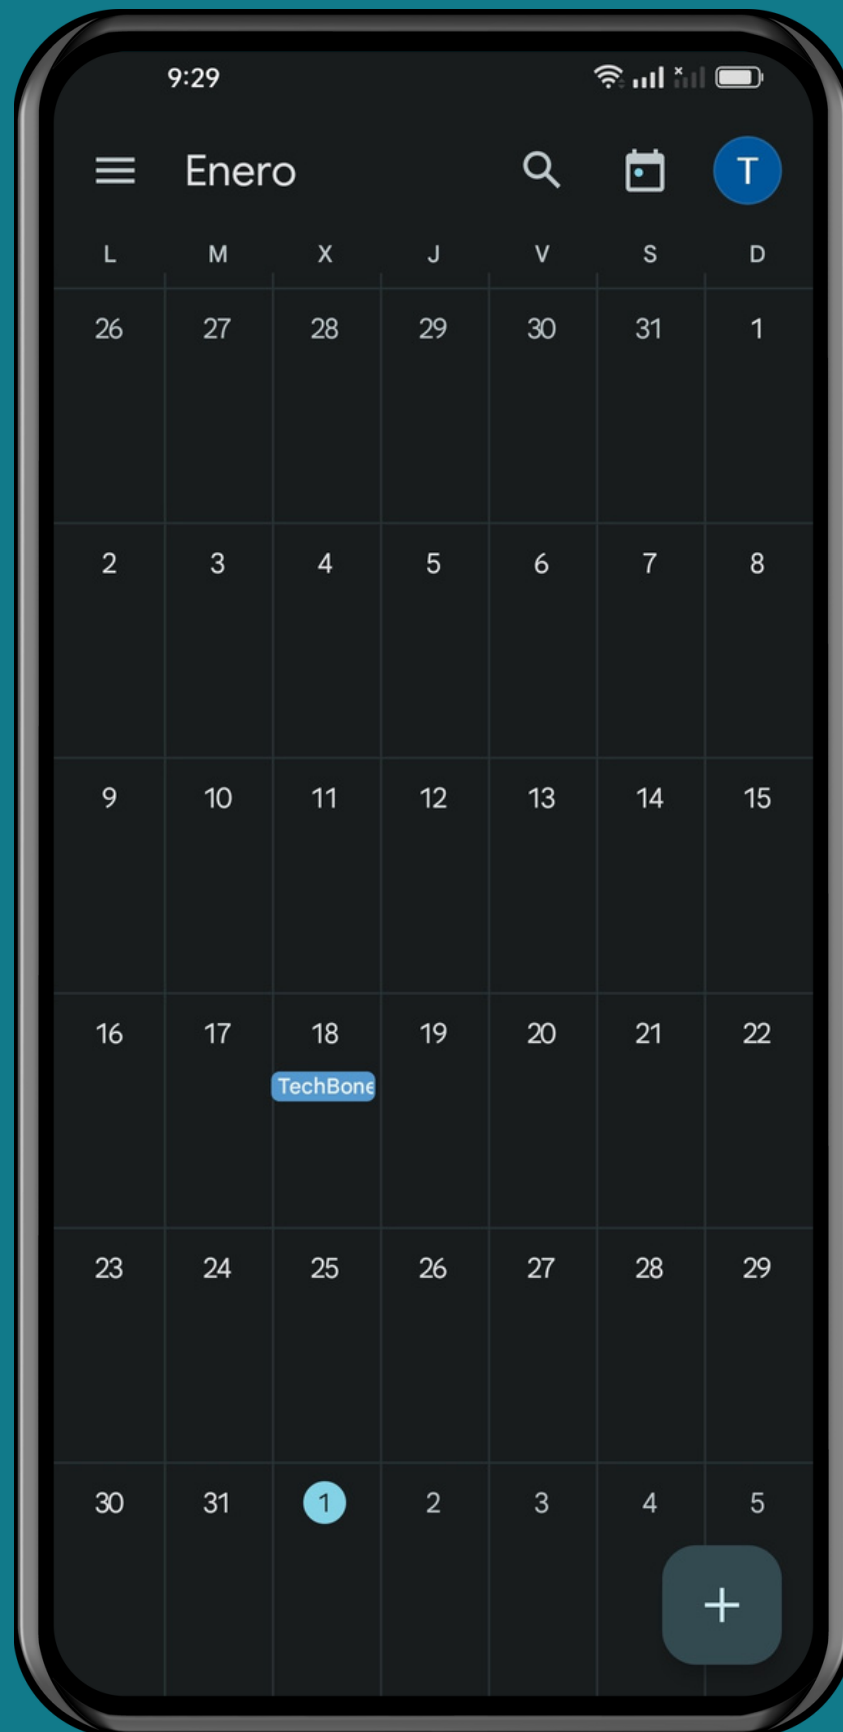 9:29
Enero
T
L M X J V S D
26 27 28 29 30 31 1
2 3 4 5 6 7 8
9 10 11 12 13 14 15
16 17 18 19 20 21 22
TechBone
23 24 25 26 27 28 29
30 31 1 2 3 4 5
+